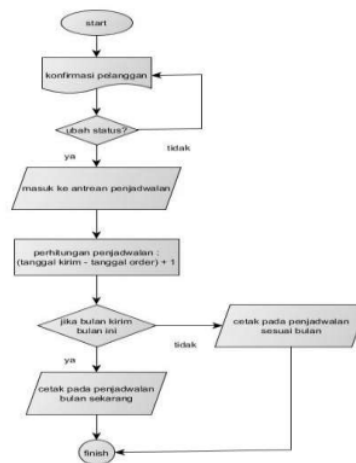 start
konfirmasi pelanggan
ubah status?
tidak
ya
masuk ke antrean penjadwalan
perhitungan penjadwalan :
(tanggal kirim - tanggal order) + 1
jika bulan kirim
bulan ini
cetak pada penjadwalan
sesuai bulan
tidak
ya
cetak pada penjadwalan
bulan sekarang
finish